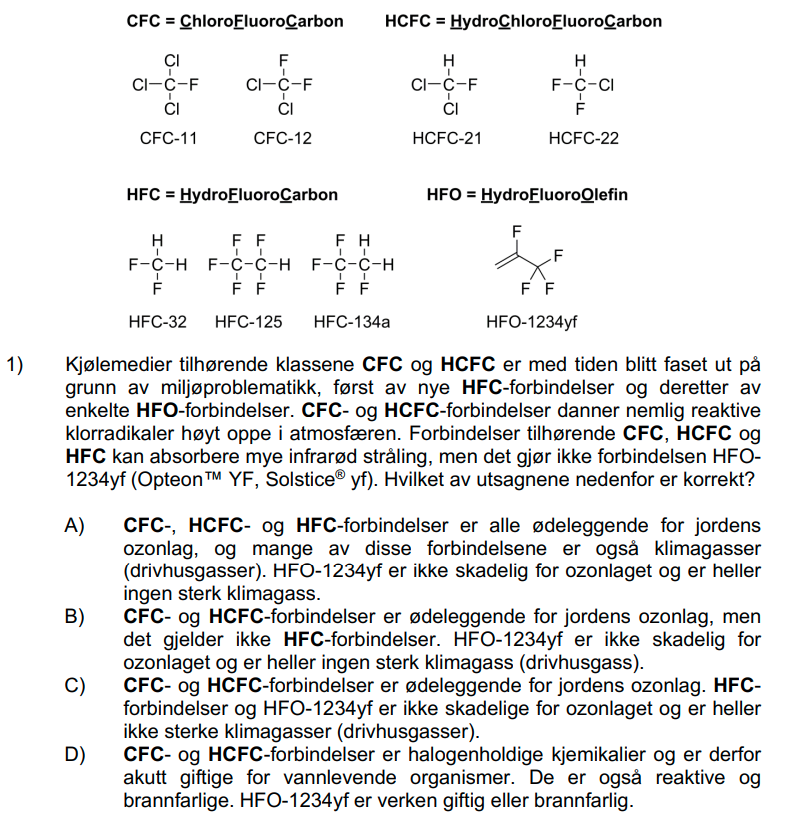 CFC = ChloroFluoroCarbon HCFC = HydroChloroFluoroCarbon
Cl F H H
Cl–C–F Cl–C–F Cl–C–F F–C–Cl
Cl Cl Cl F
CFC-11 CFC-12 HCFC-21 HCFC-22
HFC = HydroFluoroCarbon HFO = HydroFluoroOlefin
H F F F H F
F–C–H F–C–C–H F–C–C–H F
F F F F F F F
HFC-32 HFC-125 HFC-134a HFO-1234yf
1) Kjølemedier tilhørende klassene CFC og HCFC er med tiden blitt faset ut på
grunn av miljøproblematikk, først av nye HFC-forbindelser og deretter av
enkelte HFO-forbindelser. CFC- og HCFC-forbindelser danner nemlig reaktive
klorradikaler høyt oppe i atmosfæren. Forbindelser tilhørende CFC, HCFC og
HFC kan absorbere mye infrarød stråling, men det gjør ikke forbindelsen HFO-
1234yf (Opteon™ YF, Solstice® yf). Hvilket av utsagnene nedenfor er korrekt?
A) CFC-, HCFC- og HFC-forbindelser er alle ødeleggende for jordens
ozonlag, og mange av disse forbindelsene er også klimagasser
(drivhusgasser). HFO-1234yf er ikke skadelig for ozonlaget og er heller
ingen sterk klimagass.
B) CFC- og HCFC-forbindelser er ødeleggende for jordens ozonlag, men
det gjelder ikke HFC-forbindelser. HFO-1234yf er ikke skadelig for
ozonlaget og er heller ingen sterk klimagass (drivhusgass).
C) CFC- og HCFC-forbindelser er ødeleggende for jordens ozonlag. HFC-
forbindelser og HFO-1234yf er ikke skadelige for ozonlaget og er heller
ikke sterke klimagasser (drivhusgasser).
D) CFC- og HCFC-forbindelser er halogenholdige kjemikalier og er derfor
akutt giftige for vannlevende organismer. De er også reaktive og
brannfarlige. HFO-1234yf er verken giftig eller brannfarlig.